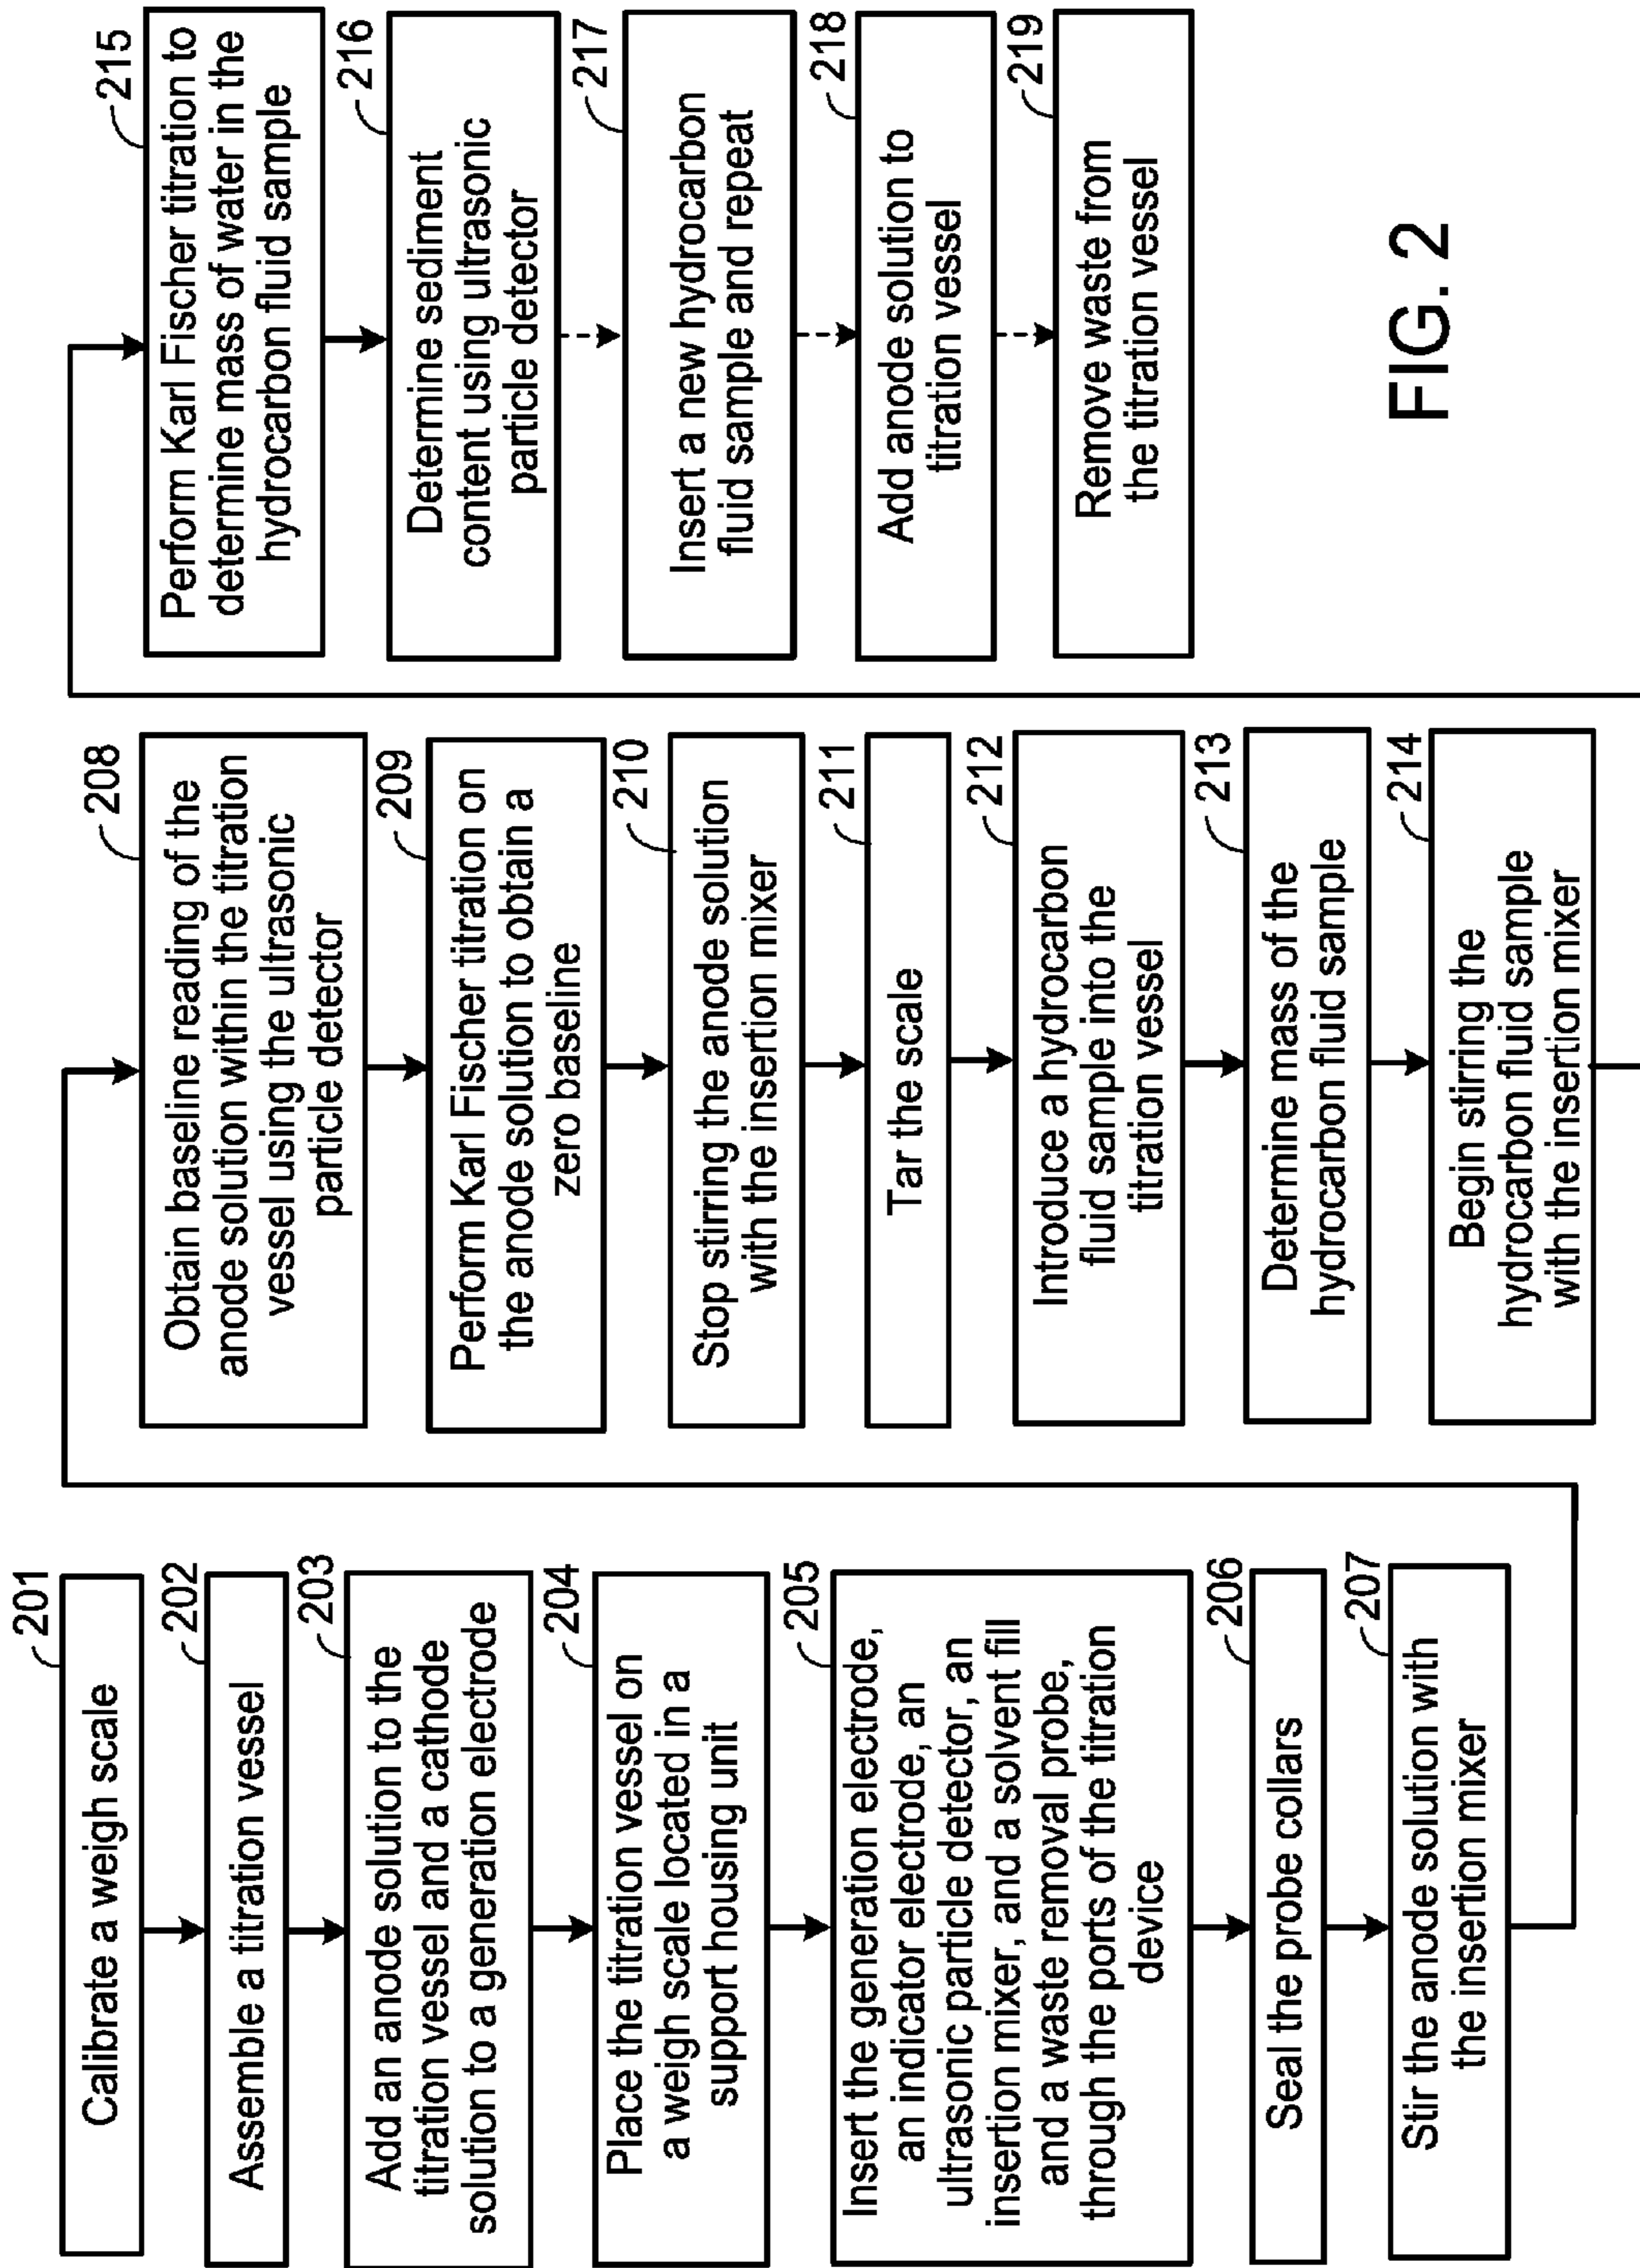 201
Calibrate a weigh scale
202
Assemble a titration vessel
203
Add an anode solution to the
titration vessel and a cathode
solution to a generation electrode
204
Place the titration vessel on
a weigh scale located in a
support housing unit
205
Insert the generation electrode,
an indicator electrode, an
ultrasonic particle detector, an
insertion mixer, and a solvent fill
and a waste removal probe,
through the ports of the titration
device
206
Seal the probe collars
207
Stir the anode solution with
the insertion mixer
208
Obtain baseline reading of the
anode solution within the titration
vessel using the ultrasonic
particle detector
209
Perform Karl Fischer titration on
the anode solution to obtain a
zero baseline
210
Stop stirring the anode solution
with the insertion mixer
211
Tar the scale
212
Introduce a hydrocarbon
fluid sample into the
titration vessel
213
Determine mass of the
hydrocarbon fluid sample
214
Begin stirring the
hydrocarbon fluid sample
with the insertion mixer
215
Perform Karl Fischer titration to
determine mass of water in the
hydrocarbon fluid sample
216
Determine sediment
content using ultrasonic
particle detector
217
Insert a new hydrocarbon
fluid sample and repeat
218
Add anode solution to
titration vessel
219
Remove waste from
the titration vessel
FIG. 2